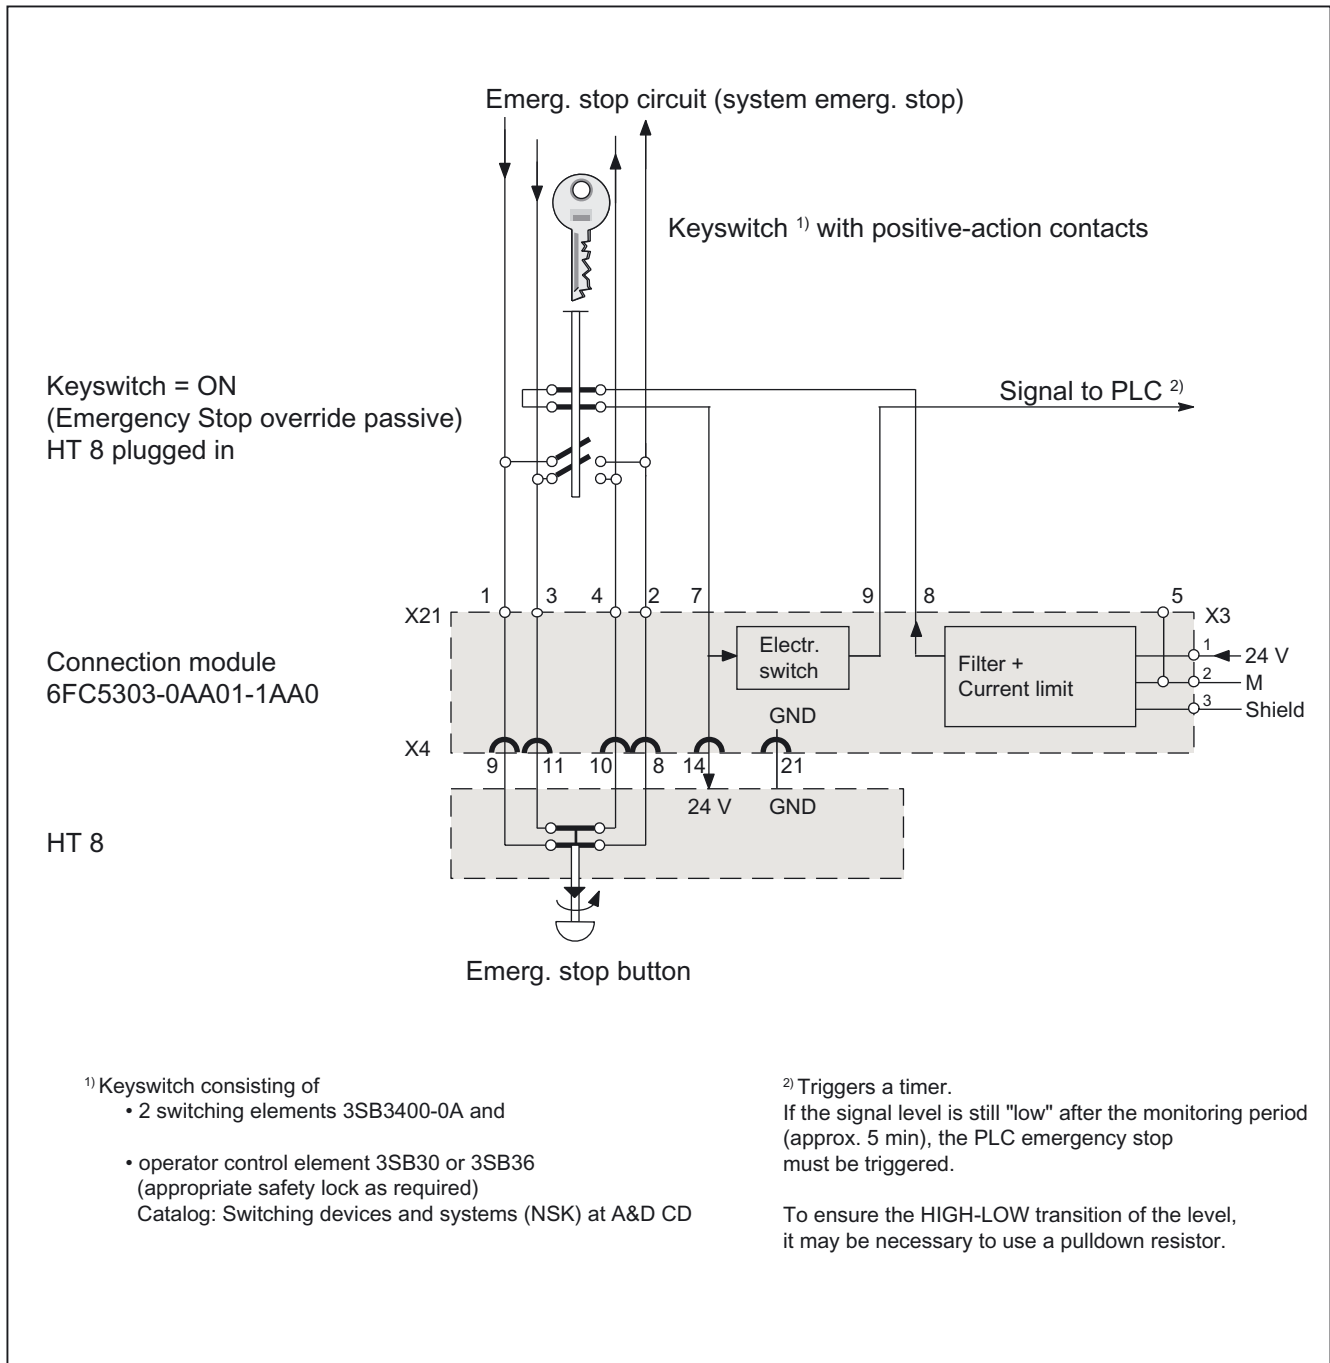 Emerg. stop circuit (system emerg. stop)
Keyswitch 1) with positive-action contacts
Keyswitch = ON
(Emergency Stop override passive)
HT 8 plugged in
Signal to PLC 2)
1 3 4 2 7 9 8 5
X21
X3
Connection module
6FC5303-0AA01-1AA0
Electr.
switch
Filter +
Current limit
1 24 V
2 M
3 Shield
GND
X4
9 11 10 8 14 21
24 V GND
HT 8
Emerg. stop button
1) Keyswitch consisting of
• 2 switching elements 3SB3400-0A and
• operator control element 3SB30 or 3SB36
(appropriate safety lock as required)
Catalog: Switching devices and systems (NSK) at A&D CD
2) Triggers a timer.
If the signal level is still "low" after the monitoring period
(approx. 5 min), the PLC emergency stop
must be triggered.
To ensure the HIGH-LOW transition of the level,
it may be necessary to use a pulldown resistor.